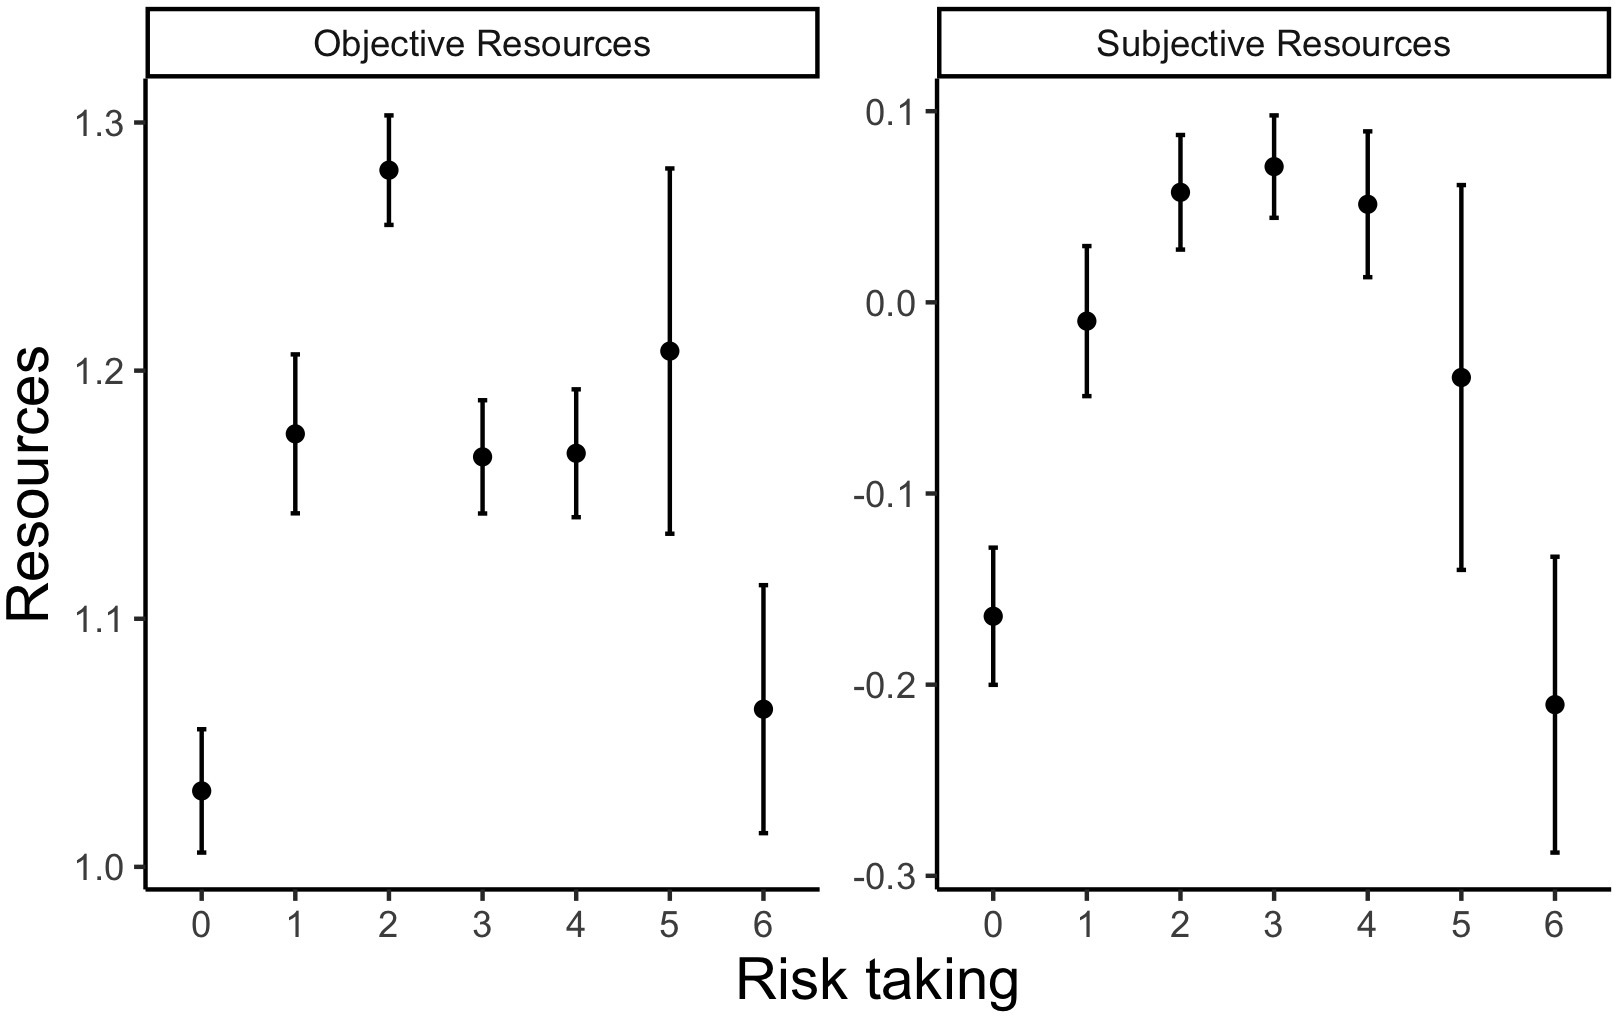 Objective Resources
Subjective Resources
Resources
1.3
1.2
1.1
1.0
0.1
0.0
-0.1
-0.2
-0.3
0 1 2 3 4 5 6
0 1 2 3 4 5 6
Risk taking